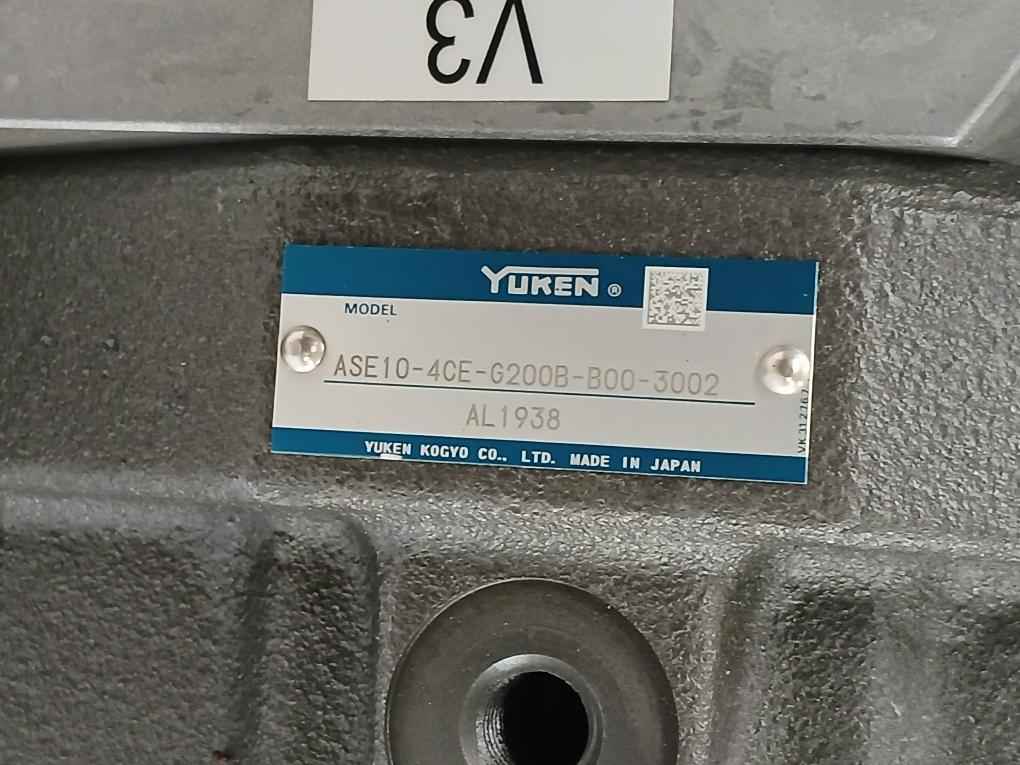 V3
YUKEN ®
MODEL
ASE10-4CE-G200B-B00-3002
AL1938
YUKEN KOGYO CO., LTD. MADE IN JAPAN